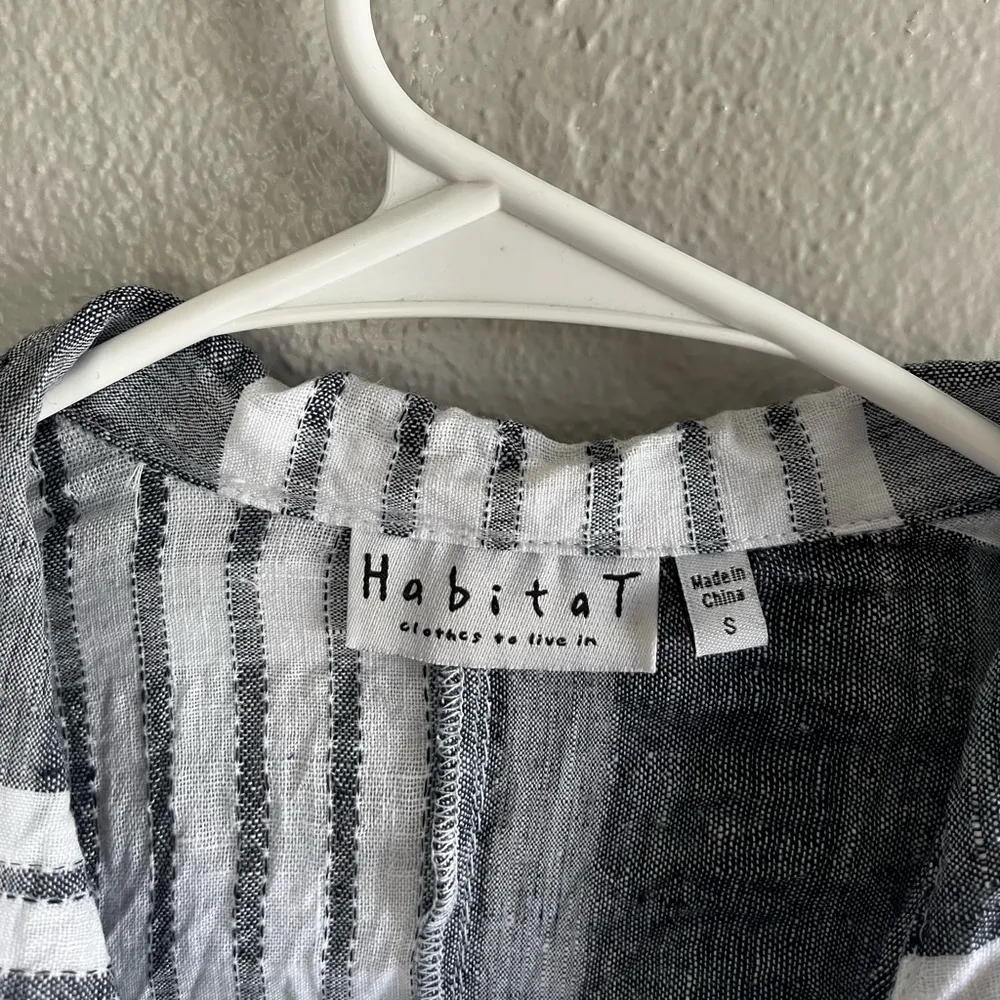 HabitaT
clothes to live in
Made in
China
S